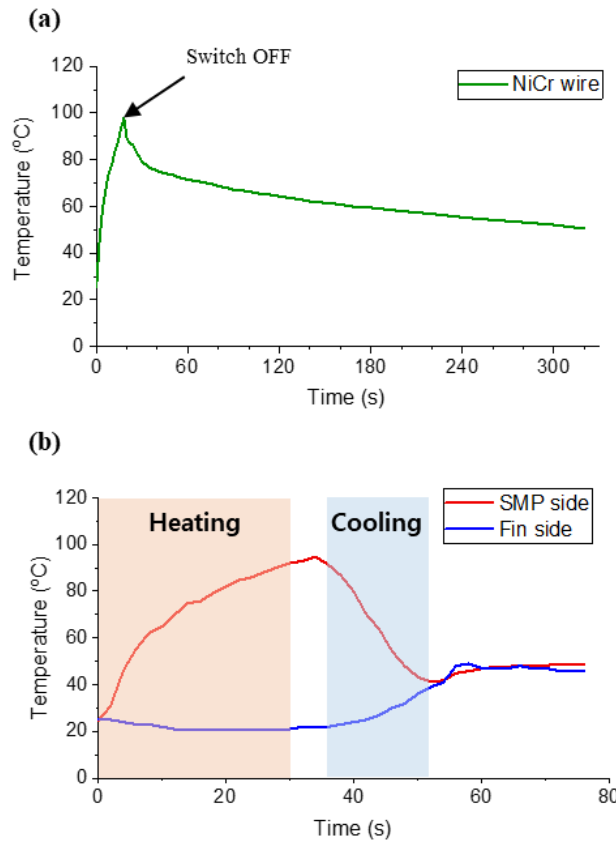 (a)
Switch OFF
NiCr wire
120
100
80
60
40
20
0
Temperature (ºC)
0 60 120 180 240 300
Time (s)
(b)
SMP side
Fin side
Heating Cooling
120
100
80
60
40
20
0
Temperature (ºC)
0 20 40 60 80
Time (s)